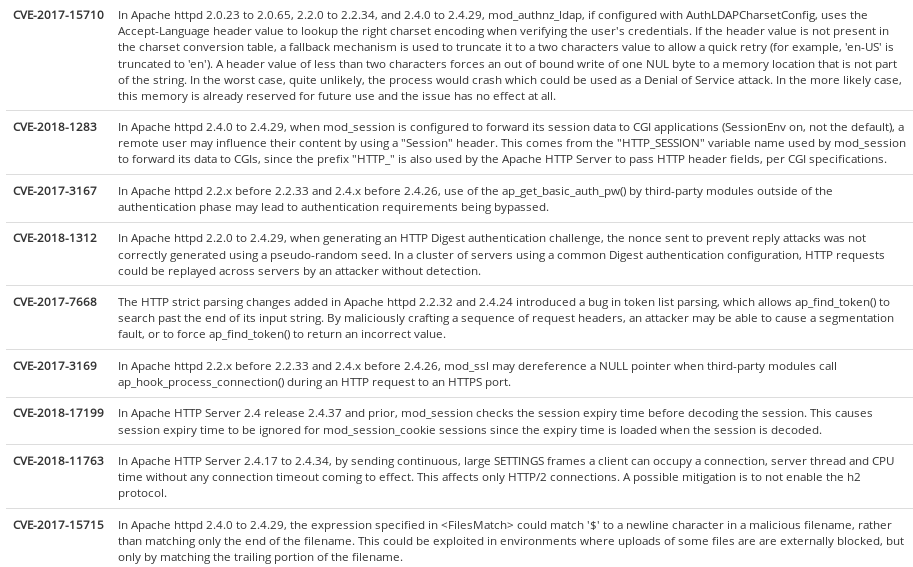 CVE-2017-15710 In Apache httpd 2.0.23 to 2.0.65, 2.2.0 to 2.2.34, and 2.4.0 to 2.4.29, mod_authnz_ldap, if configured with AuthLDAPCharsetConfig, uses the
Accept-Language header value to lookup the right charset encoding when verifying the user's credentials. If the header value is not present in
the charset conversion table, a fallback mechanism is used to truncate it to a two characters value to allow a quick retry (for example, 'en-US' is
truncated to 'en'). A header value of less than two characters forces an out of bound write of one NUL byte to a memory location that is not part
of the string. In the worst case, quite unlikely, the process would crash which could be used as a Denial of Service attack. In the more likely case,
this memory is already reserved for future use and the issue has no effect at all.
CVE-2018-1283 In Apache httpd 2.4.0 to 2.4.29, when mod_session is configured to forward its session data to CGI applications (SessionEnv on, not the default), a
remote user may influence their content by using a "Session" header. This comes from the "HTTP_SESSION" variable name used by mod_session
to forward its data to CGIs, since the prefix "HTTP_" is also used by the Apache HTTP Server to pass HTTP header fields, per CGI specifications.
CVE-2017-3167 In Apache httpd 2.2.x before 2.2.33 and 2.4.x before 2.4.26, use of the ap_get_basic_auth_pw() by third-party modules outside of the
authentication phase may lead to authentication requirements being bypassed.
CVE-2018-1312 In Apache httpd 2.2.0 to 2.4.29, when generating an HTTP Digest authentication challenge, the nonce sent to prevent reply attacks was not
correctly generated using a pseudo-random seed. In a cluster of servers using a common Digest authentication configuration, HTTP requests
could be replayed across servers by an attacker without detection.
CVE-2017-7668 The HTTP strict parsing changes added in Apache httpd 2.2.32 and 2.4.24 introduced a bug in token list parsing, which allows ap_find_token() to
search past the end of its input string. By maliciously crafting a sequence of request headers, an attacker may be able to cause a segmentation
fault, or to force ap_find_token() to return an incorrect value.
CVE-2017-3169 In Apache httpd 2.2.x before 2.2.33 and 2.4.x before 2.4.26, mod_ssl may dereference a NULL pointer when third-party modules call
ap_hook_process_connection() during an HTTP request to an HTTPS port.
CVE-2018-17199 In Apache HTTP Server 2.4 release 2.4.37 and prior, mod_session checks the session expiry time before decoding the session. This causes
session expiry time to be ignored for mod_session_cookie sessions since the expiry time is loaded when the session is decoded.
CVE-2018-11763 In Apache HTTP Server 2.4.17 to 2.4.34, by sending continuous, large SETTINGS frames a client can occupy a connection, server thread and CPU
time without any connection timeout coming to effect. This affects only HTTP/2 connections. A possible mitigation is to not enable the h2
protocol.
CVE-2017-15715 In Apache httpd 2.4.0 to 2.4.29, the expression specified in <FilesMatch> could match '$' to a newline character in a malicious filename, rather
than matching only the end of the filename. This could be exploited in environments where uploads of some files are are externally blocked, but
only by matching the trailing portion of the filename.